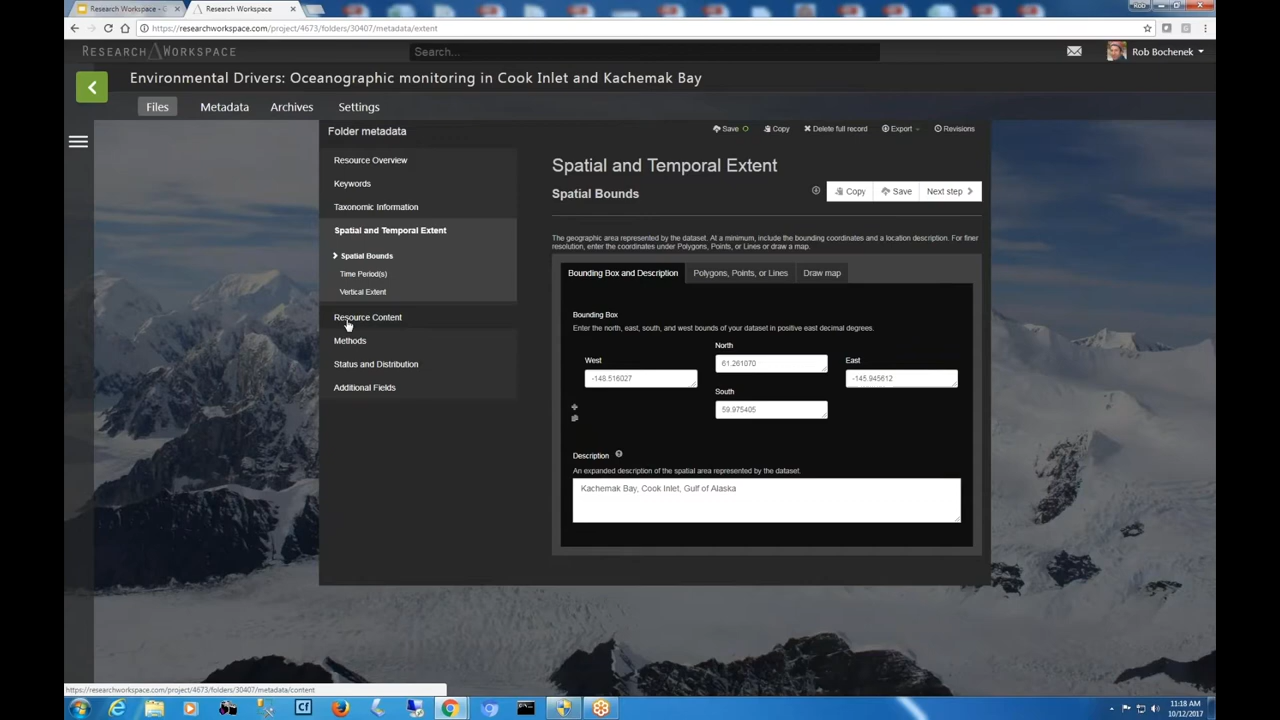 Research Workspace - C
Research Workspace
Rob
https://researchworkspace.com/project/4673/folders/30407/metadata/extent
RESEARCH WORKSPACE
Search...
Rob Bochenek
Environmental Drivers: Oceanographic monitoring in Cook Inlet and Kachemak Bay
Files
Metadata
Archives
Settings
Folder metadata
Save
Copy
Delete full record
Export
Revisions
Resource Overview
Keywords
Taxonomic Information
Spatial and Temporal Extent
Spatial Bounds
Time Period(s)
Vertical Extent
Resource Content
Methods
Status and Distribution
Additional Fields
Spatial and Temporal Extent
Spatial Bounds
Copy
Save
Next step
The geographic area represented by the dataset. At a minimum, include the bounding coordinates and a location description. For finer
resolution, enter the coordinates under Polygons, Points, or Lines or draw a map.
Bounding Box and Description
Polygons, Points, or Lines
Draw map
Bounding Box
Enter the north, east, south, and west bounds of your dataset in positive east decimal degrees.
North
61.261070
West
-148.516027
East
-145.945612
South
59.975405
Description
An expanded description of the spatial area represented by the dataset.
Kachemak Bay, Cook Inlet, Gulf of Alaska
https://researchworkspace.com/project/4673/folders/30407/metadata/content
Cf
11:18 AM
10/12/2017